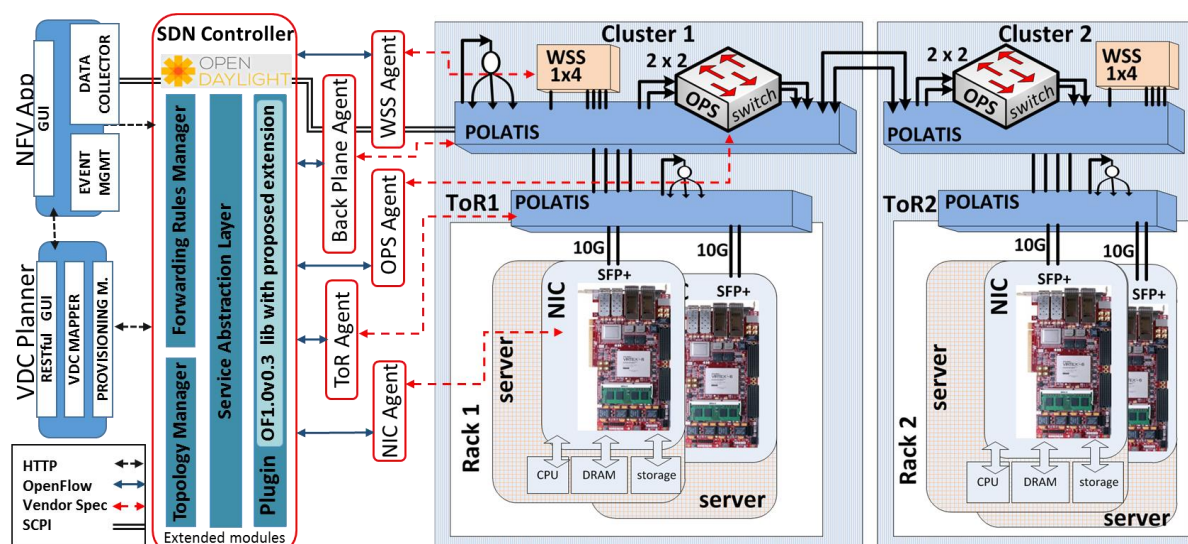 NFV App
GUI
DATA
COLLECTOR
EVENT
MGMT
VDC Planner
RESTful GUI
VDC MAPPER
PROVISIONING M.
HTTP
OpenFlow
Vendor Spec
SCPI
SDN Controller
OPEN
DAYLIGHT
Forwarding Rules Manager
Topology Manager
Service Abstraction Layer
Plugin
OF1.0v0.3 lib with proposed extension
Extended modules
WSS Agent
Back Plane Agent
OPS Agent
ToR Agent
NIC Agent
Cluster 1
WSS
1x4
2 x 2
OPS
switch
POLATIS
ToR1
POLATIS
10G
10G
SFP+
SFP+
NIC
server
CPU
DRAM
storage
server
Rack 1
Cluster 2
2 x 2
OPS
switch
WSS
1x4
POLATIS
ToR2
POLATIS
10G
10G
SFP+
SFP+
NIC
server
CPU
DRAM
storage
server
Rack 2